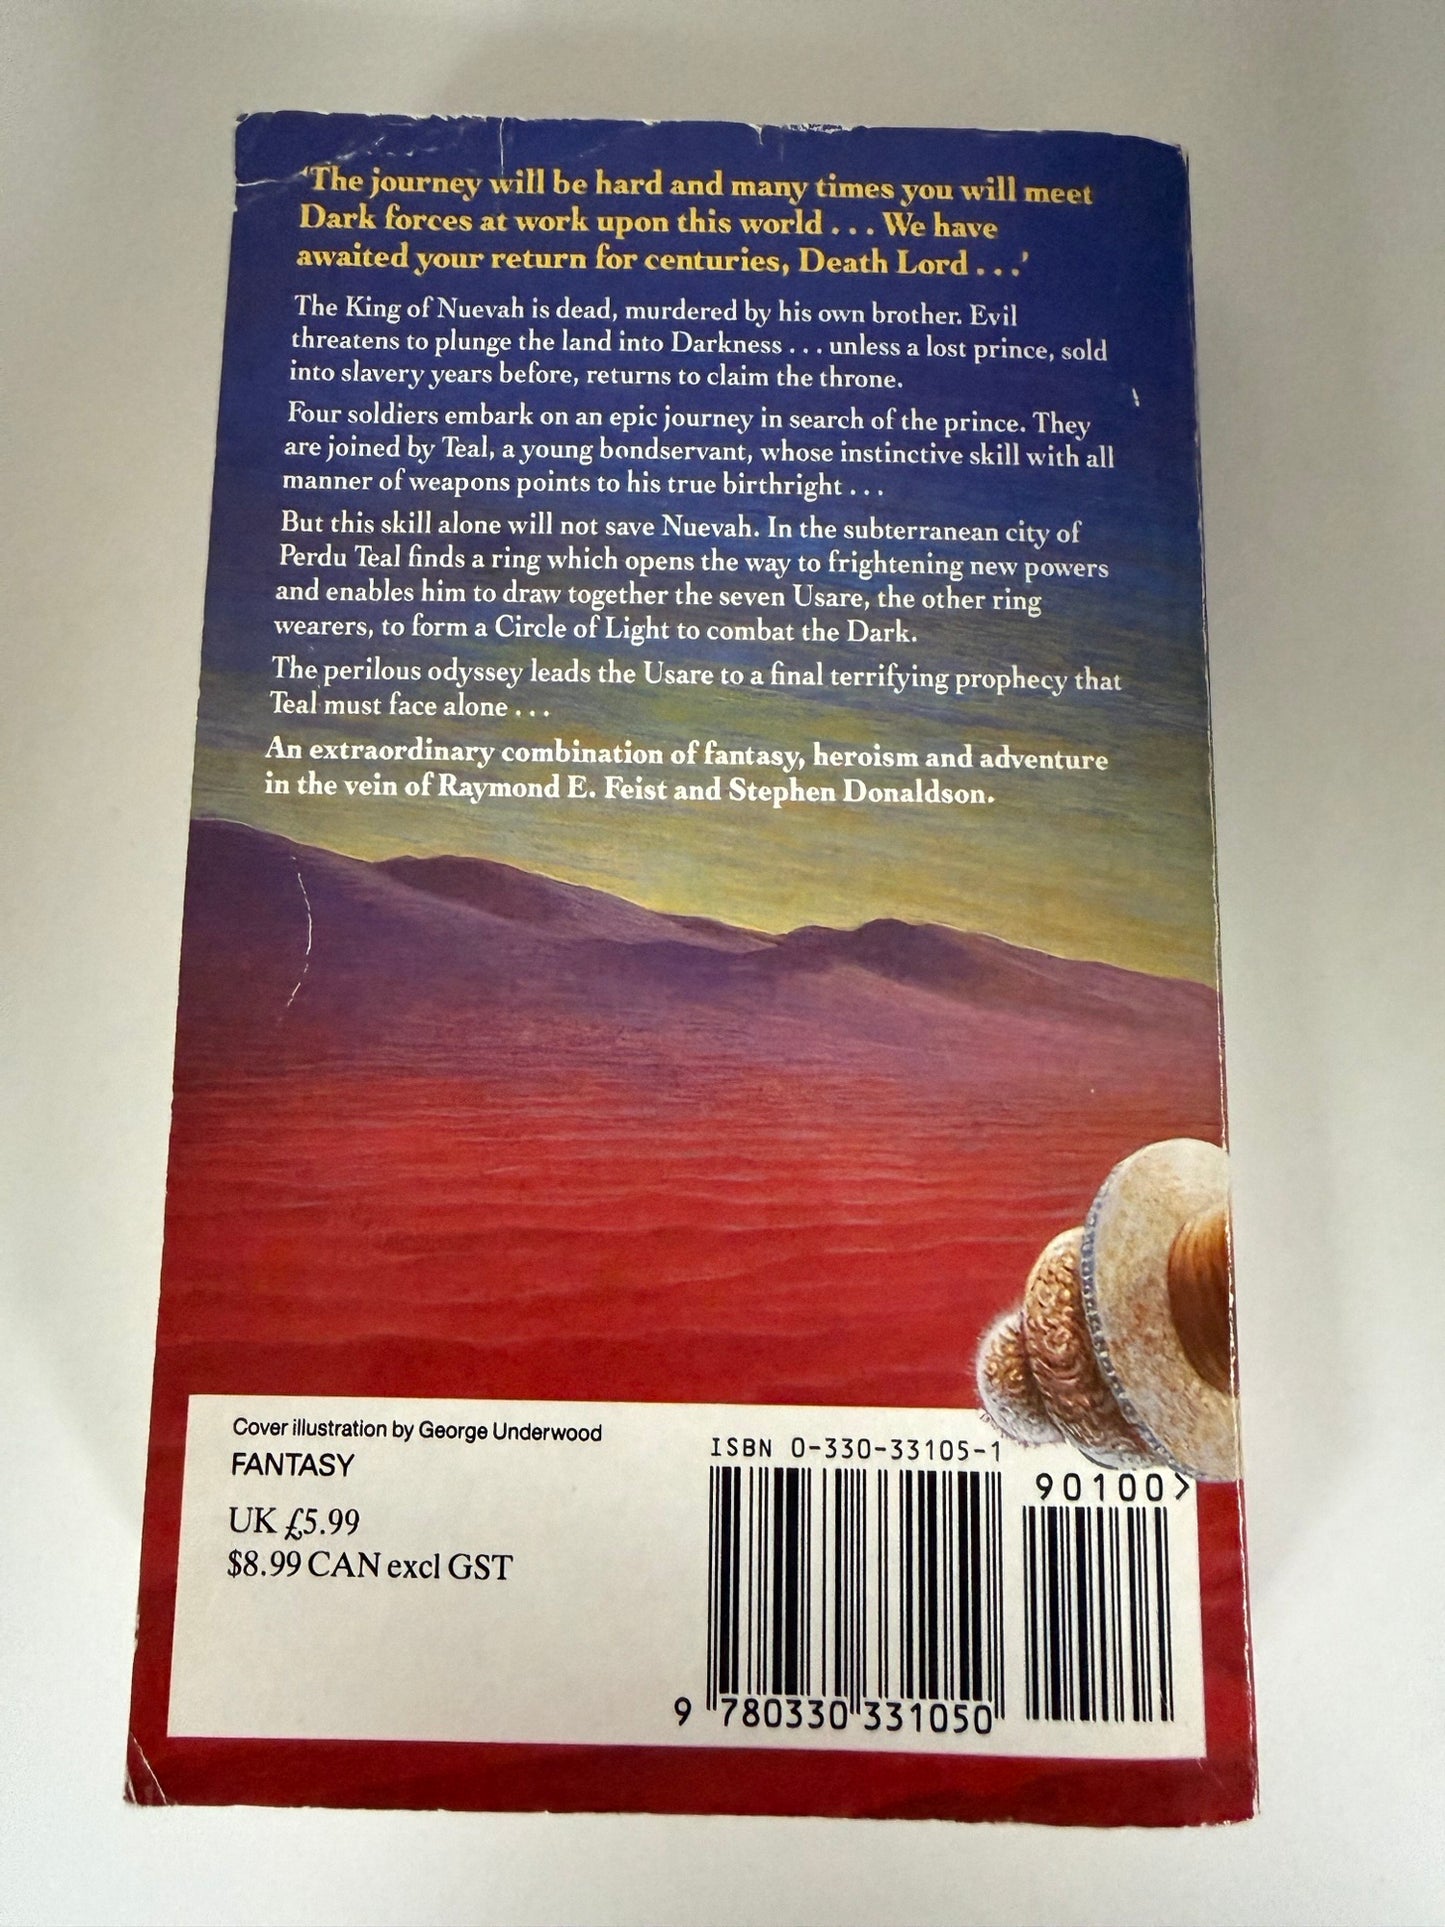 ‘The journey will be hard and many times you will meet
Dark forces at work upon this world . . . We have
awaited your return for centuries, Death Lord . . .’
The King of Nuevah is dead, murdered by his own brother. Evil
threatens to plunge the land into Darkness . . . unless a lost prince, sold
into slavery years before, returns to claim the throne.
Four soldiers embark on an epic journey in search of the prince. They
are joined by Teal, a young bondservant, whose instinctive skill with all
manner of weapons points to his true birthright . . .
But this skill alone will not save Nuevah. In the subterranean city of
Perdu Teal finds a ring which opens the way to frightening new powers
and enables him to draw together the seven Usare, the other ring
wearers, to form a Circle of Light to combat the Dark.
The perilous odyssey leads the Usare to a final terrifying prophecy that
Teal must face alone . . .
An extraordinary combination of fantasy, heroism and adventure
in the vein of Raymond E. Feist and Stephen Donaldson.
Cover illustration by George Underwood
FANTASY
UK £5.99
$8.99 CAN excl GST
ISBN 0-330-33105-1
90100>
9 780330 331050